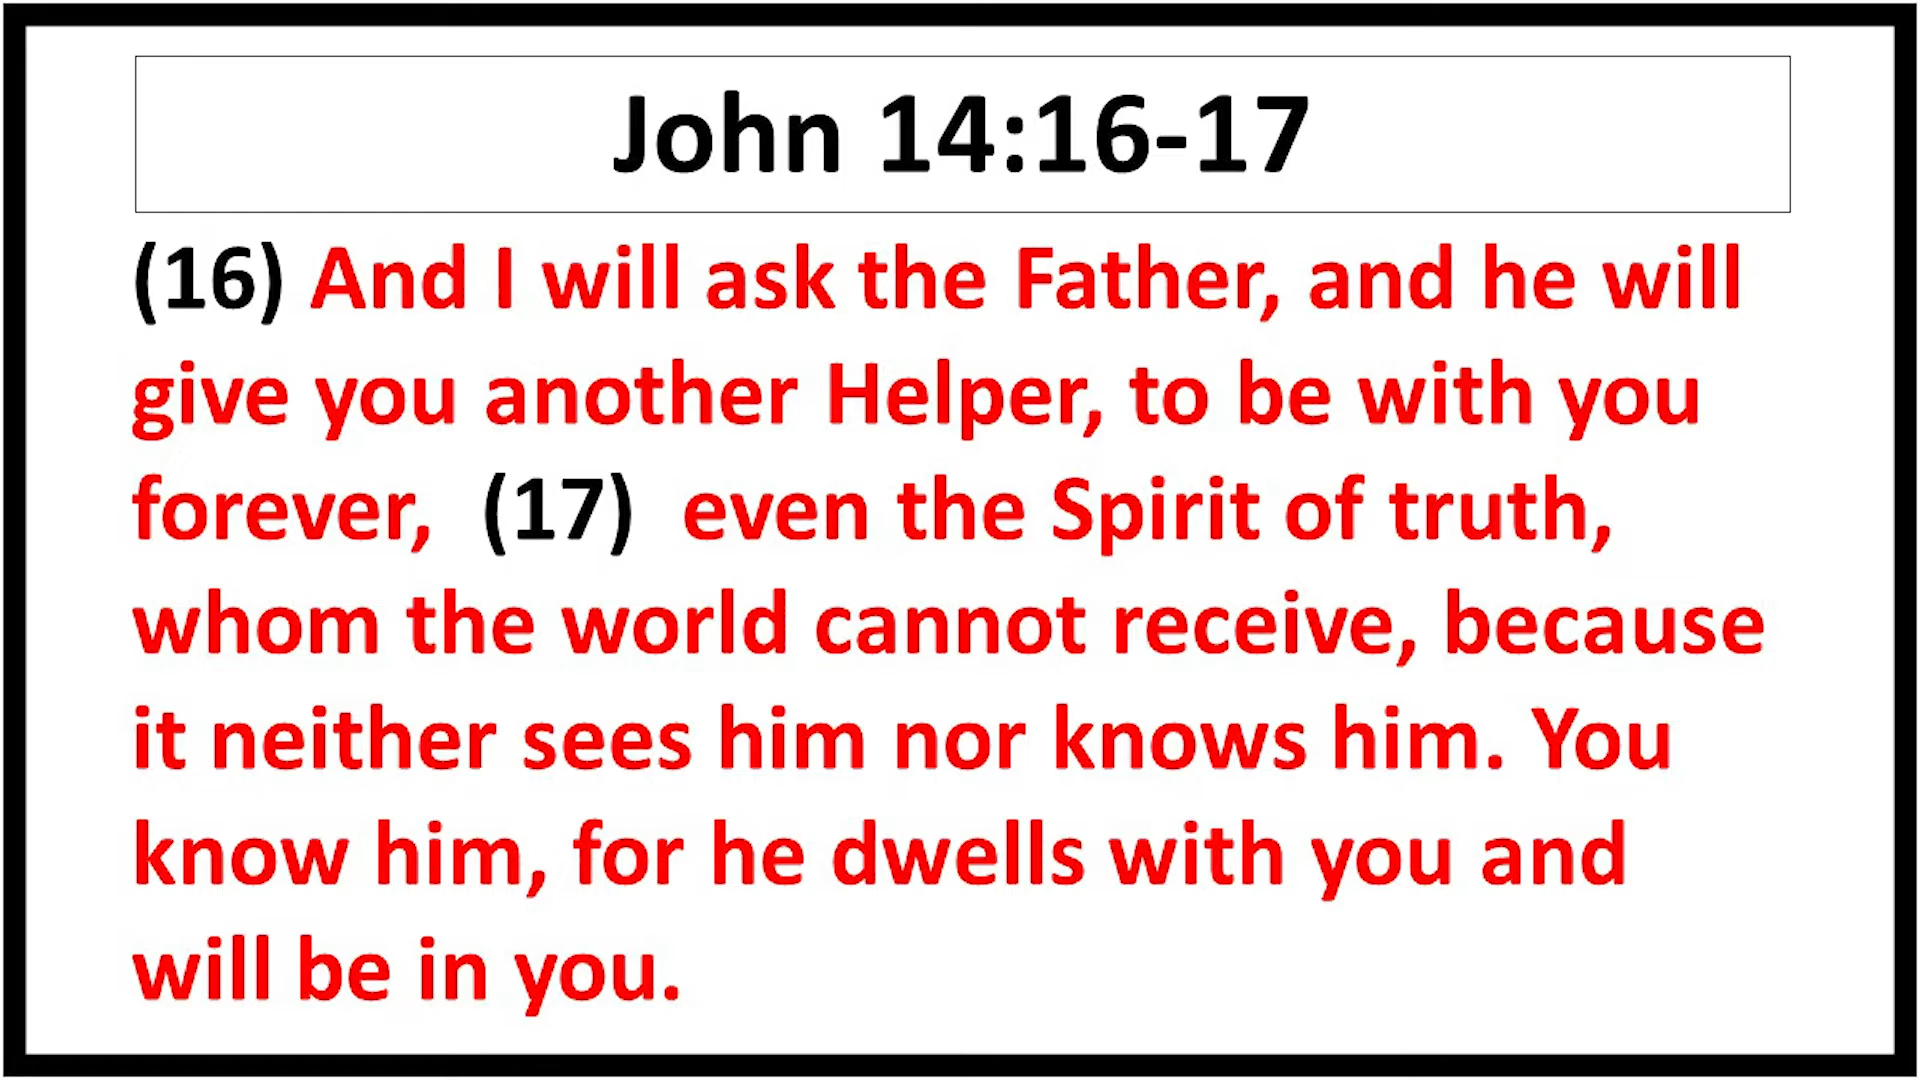 John 14:16-17
(16) And I will ask the Father, and he will
give you another Helper, to be with you
forever, (17) even the Spirit of truth,
whom the world cannot receive, because
it neither sees him nor knows him. You
know him, for he dwells with you and
will be in you.